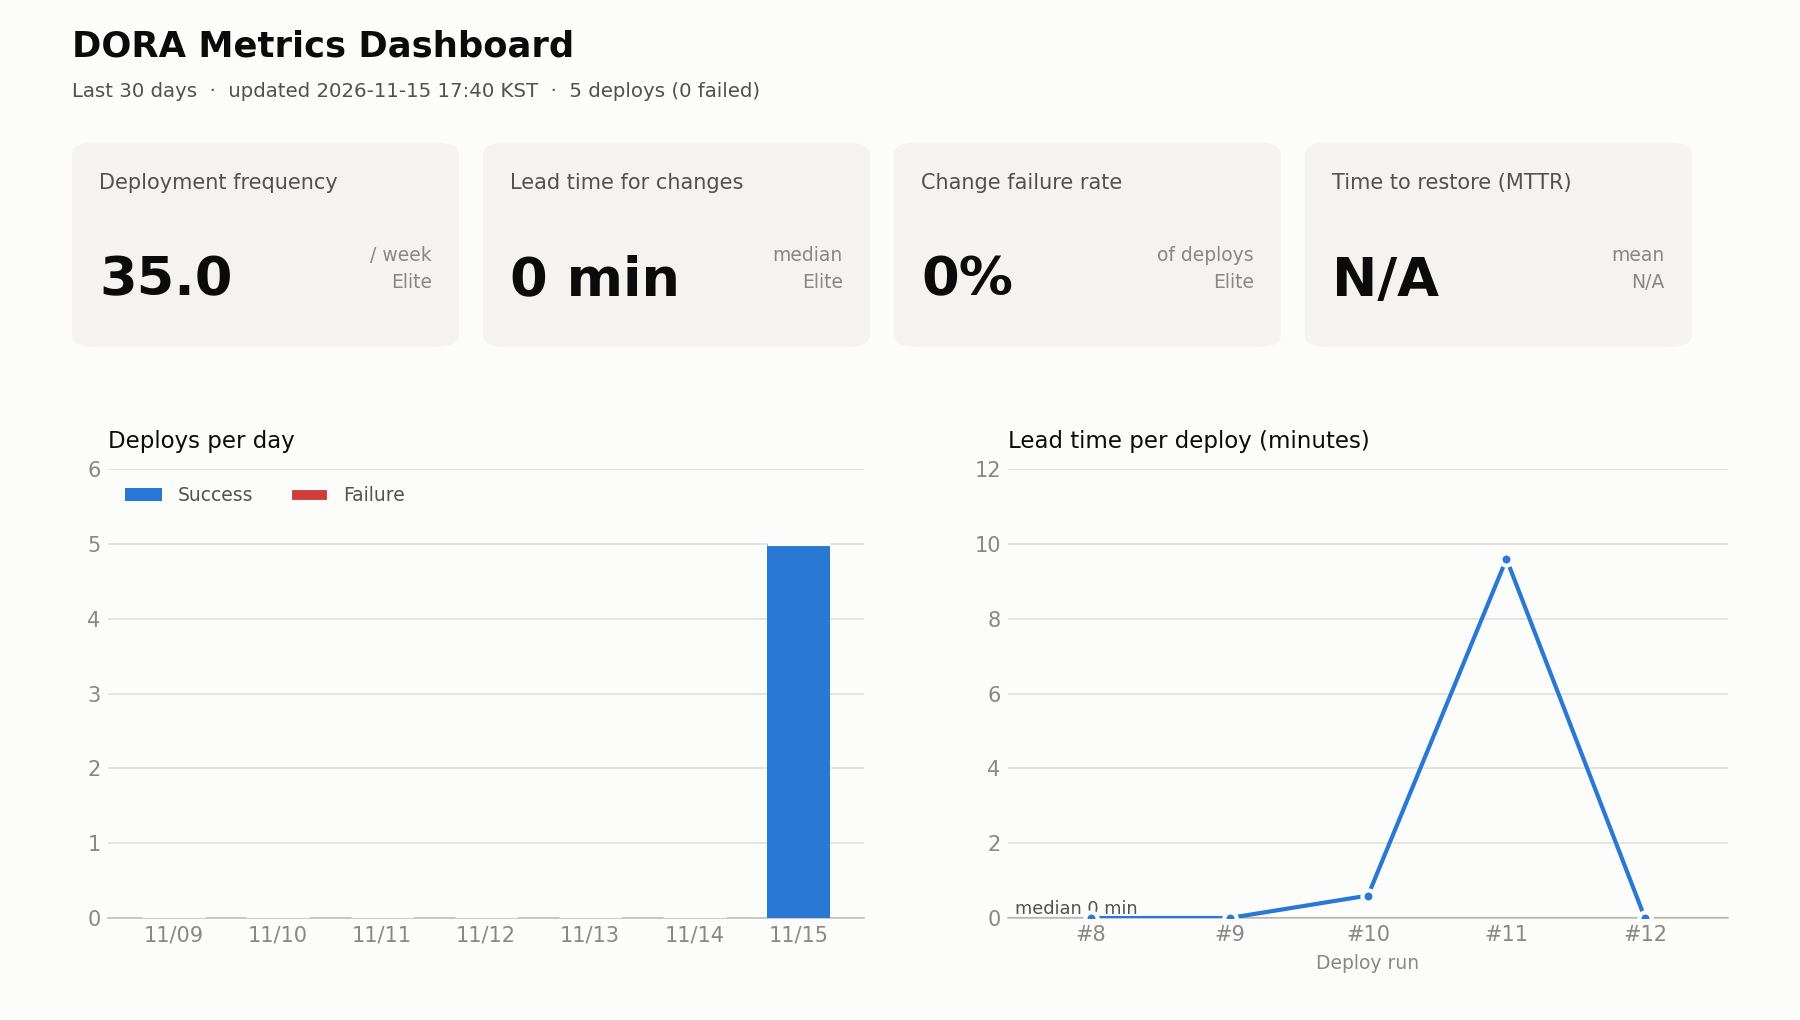 DORA Metrics Dashboard
Last 30 days · updated 2026-11-15 17:40 KST · 5 deploys (0 failed)
Deployment frequency
35.0
/ week
Elite
Lead time for changes
0 min
median
Elite
Change failure rate
0%
of deploys
Elite
Time to restore (MTTR)
N/A
mean
N/A
Deploys per day
6
Success Failure
5
4
3
2
1
0
11/09 11/10 11/11 11/12 11/13 11/14 11/15
Lead time per deploy (minutes)
12
10
8
6
4
2
median 0 min
0
#8 #9 #10 #11 #12
Deploy run